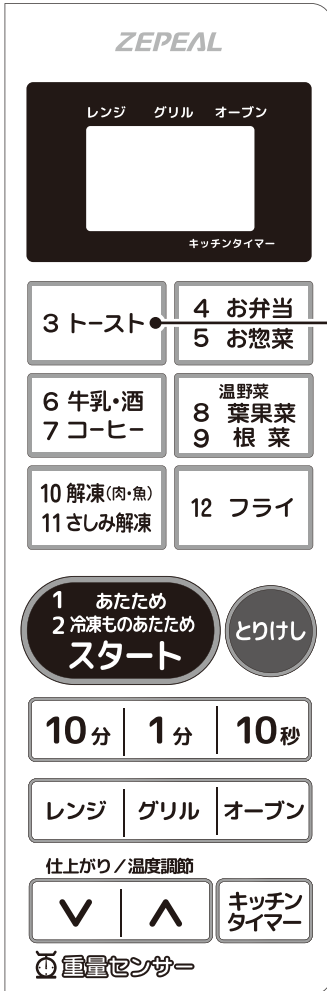 ZEPEAL
レンジ グリル オーブン
キッチンタイマー
3 トースト
4 お弁当
5 お惣菜
6 牛乳・酒
7 コーヒー
温野菜
8 葉果菜
9 根 菜
10 解凍(肉・魚)
11 さしみ解凍
12 フライ
1 あたため
2 冷凍ものあたため
スタート
とりけし
10分 1分 10秒
レンジ グリル オーブン
仕上がり/温度調節
キッチン
タイマー
重量センサー